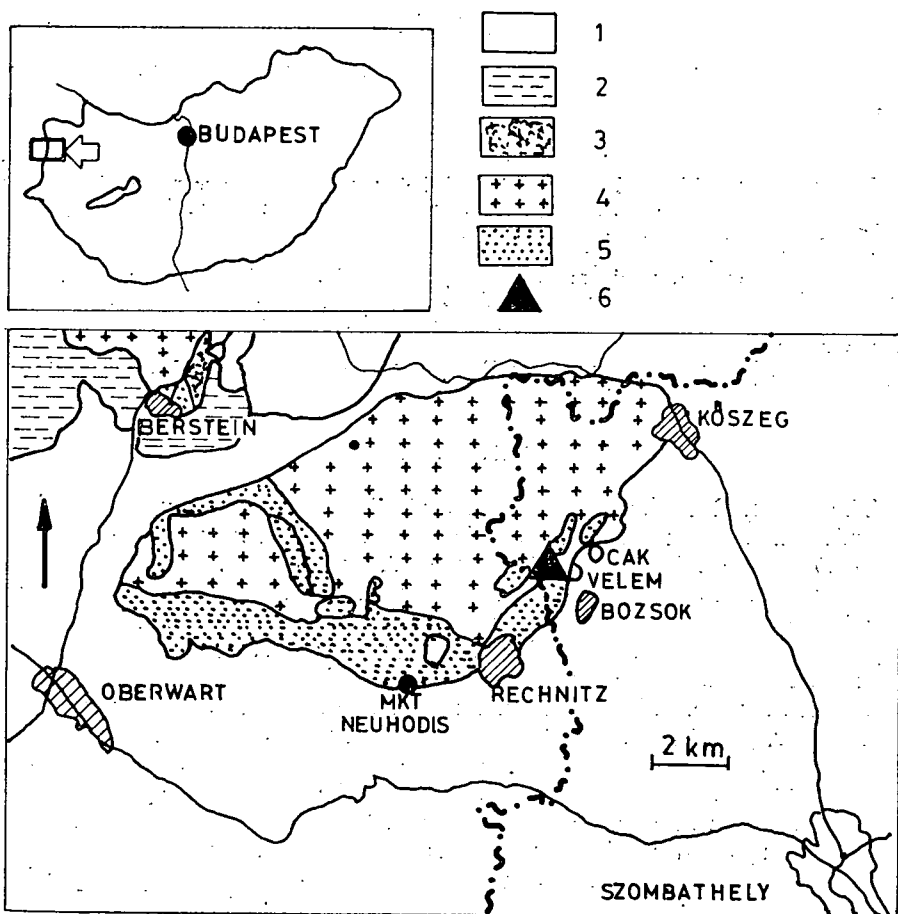 BUDAPEST
1
2
3
4
5
6
BERSTEIN
KÖSZEG
CAK
VELEM
BOZSOK
OBERWART
MKT
NEUHODIS
RECHNITZ
2 km
SZOMBATHELY